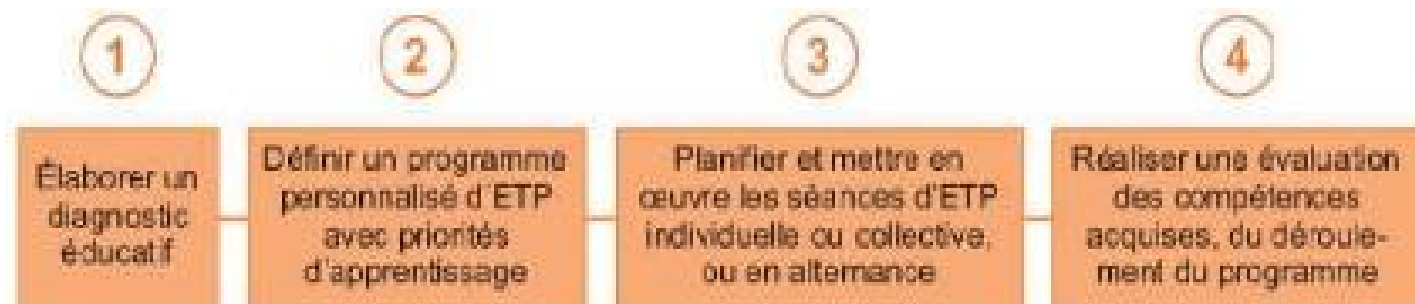 1
2
3
4
Élaborer un
diagnostic
éducatif
Définir un programme
personnalisé d'ETP
avec priorités
d'apprentissage
Planifier et mettre en
œuvre les séances d'ETP
individuelle ou collective,
ou en alternance
Réaliser une évaluation
des compétences
acquises, du déroule-
ment du programme